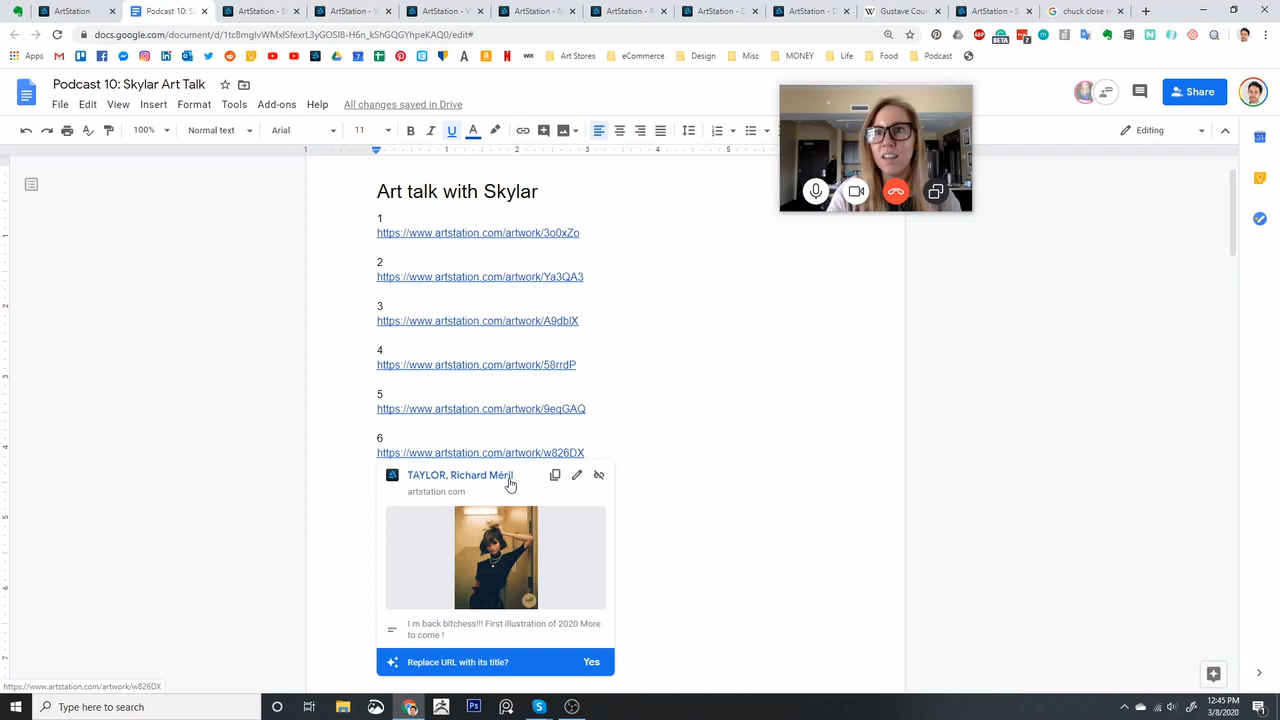 ArtStation
Podcast 10: S
ArtStation - S
ArtStation - V
ArtStation - V
ArtStation - N
ArtStation - F
ArtStation - D
ArtStation - D
Gustave Cour
ArtStation - S
chuck close n
docs.google.com/document/d/1tc8mgIvWMxISfexrL3yGOSI8-H6n_kShGQGYhpeKAQ0/edit#
Apps
Art Stores
eCommerce
Design
Misc
MONEY
Life
Food
Podcast
Podcast 10: Skylar Art Talk
File Edit View Insert Format Tools Add-ons Help All changes saved in Drive
Share
100% Normal text Arial 11 Editing
1 1 2 3 4 5
Art talk with Skylar
1
https://www.artstation.com/artwork/3o0xZo
2
https://www.artstation.com/artwork/Ya3QA3
3
https://www.artstation.com/artwork/A9dblX
4
https://www.artstation.com/artwork/58rrdP
5
https://www.artstation.com/artwork/9eqGAQ
6
https://www.artstation.com/artwork/w826DX
TAYLOR, Richard Méril
artstation.com
I m back bitchess!!! First illustration of 2020 More
to come !
Replace URL with its title? Yes
https://www.artstation.com/artwork/w826DX
Type here to search
12:45 PM
3/8/2020